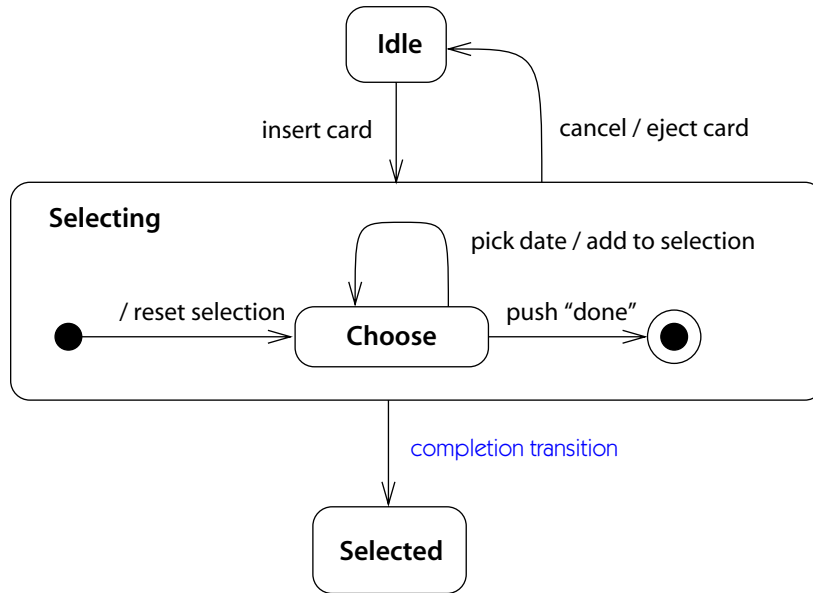 Idle
insert card
cancel / eject card
Selecting
pick date / add to selection
/ reset selection
Choose
push “done”
completion transition
Selected